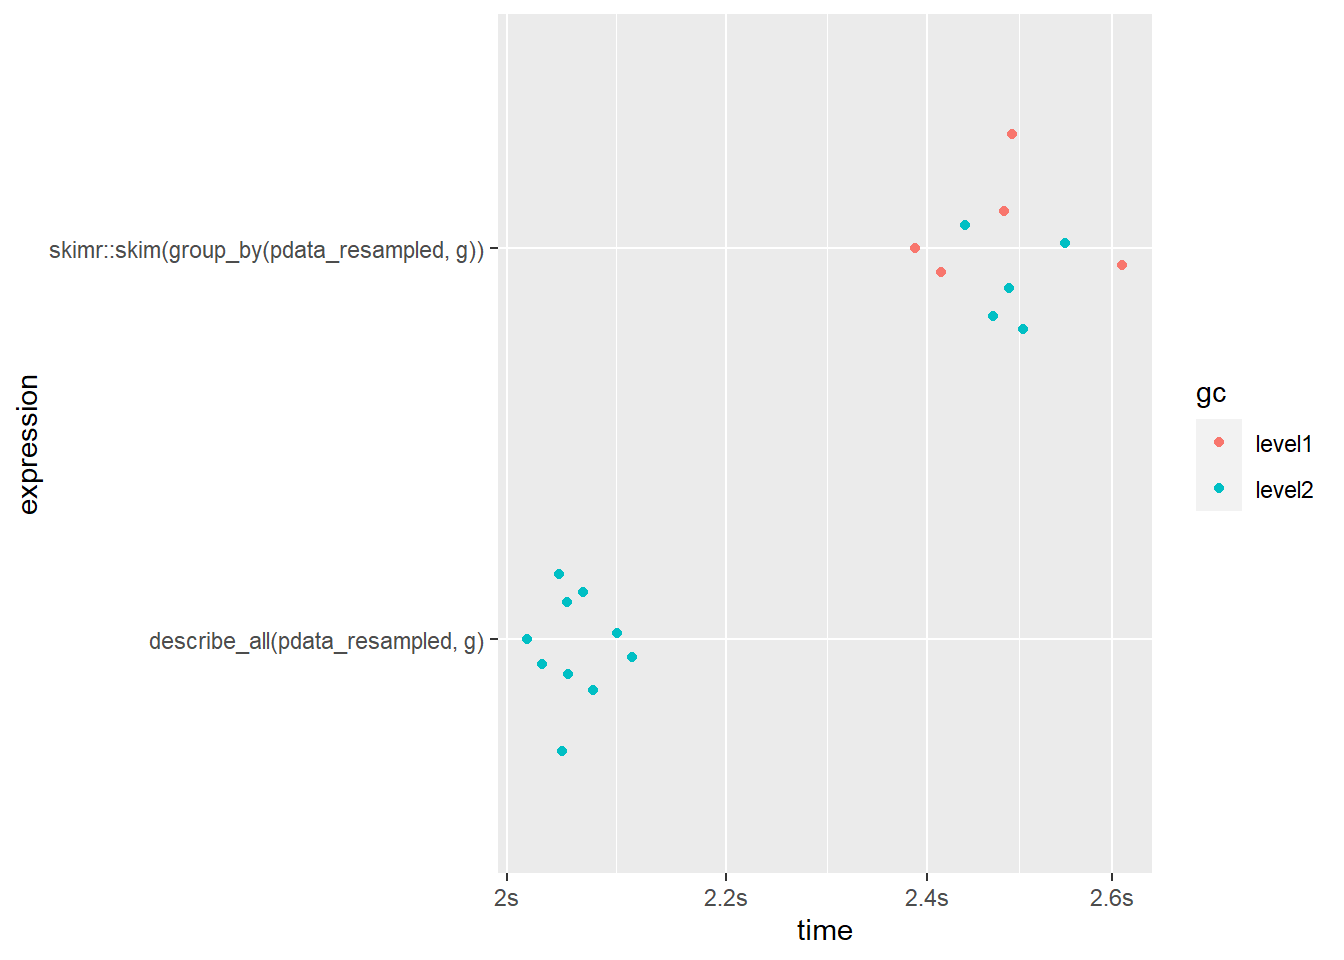 expression
skimr::skim(group_by(pdata_resampled, g))
describe_all(pdata_resampled, g)
2s
2.2s
2.4s
2.6s
time
gc
level1
level2